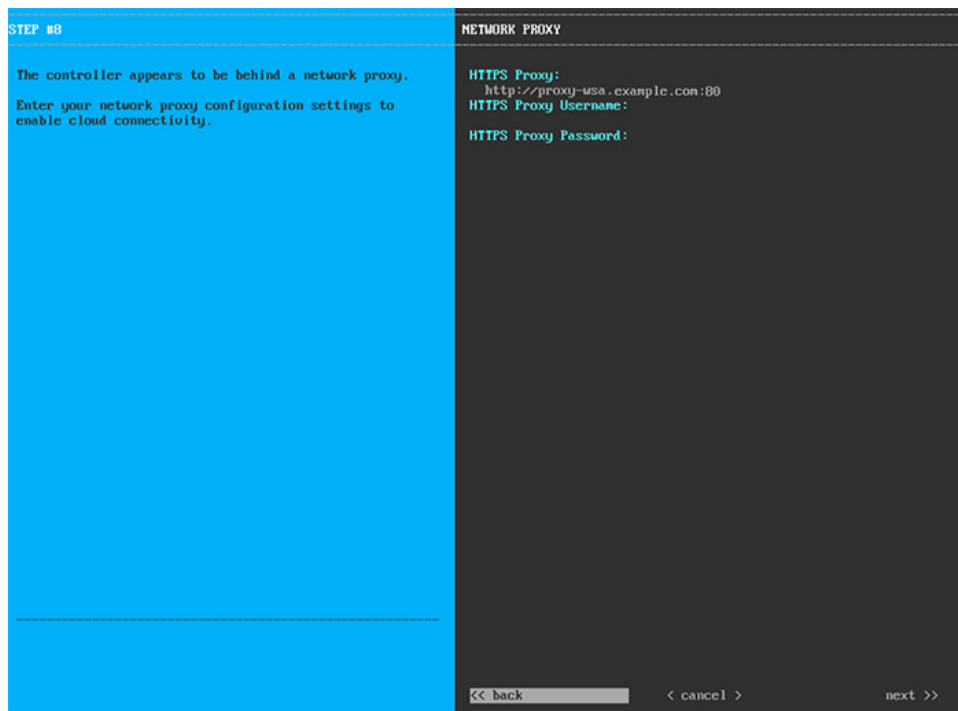 STEP #8
The controller appears to be behind a network proxy.
Enter your network proxy configuration settings to
enable cloud connectivity.
NETWORK PROXY
HTTPS Proxy:
http://proxy-wsa.example.com:80
HTTPS Proxy Username:
HTTPS Proxy Password:
<< back
< cancel >
next >>